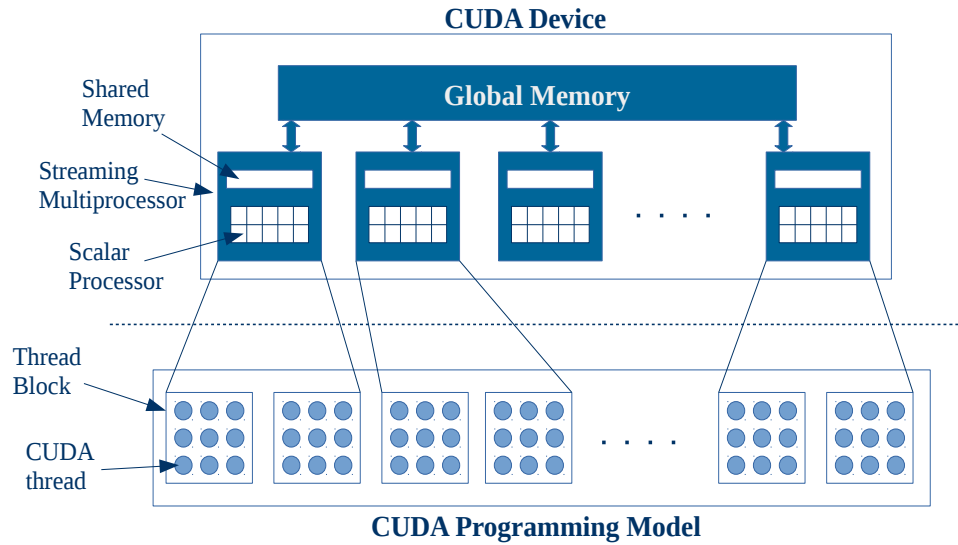 CUDA Device
Global Memory
Shared
Memory
Streaming
Multiprocessor
. . . .
Scalar
Processor
Thread
Block
. . . .
CUDA
thread
CUDA Programming Model